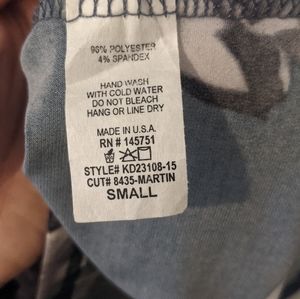 96% POLYESTER
4% SPANDEX
HAND WASH
WITH COLD WATER
DO NOT BLEACH
HANG OR LINE DRY
MADE IN U.S.A.
RN # 145751
STYLE# KD23108-15
CUT# 8435-MARTIN
SMALL